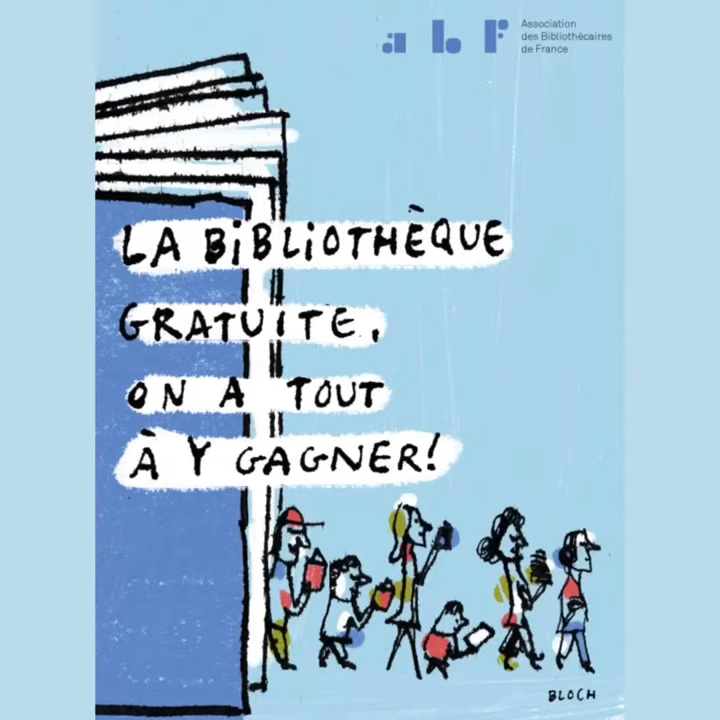 abf
Association
des Bibliothécaires
de France
LA BiBLiOTHÈQUE
GRATUITE,
ON A TOUT
À Y GAGNER!
BLOCH